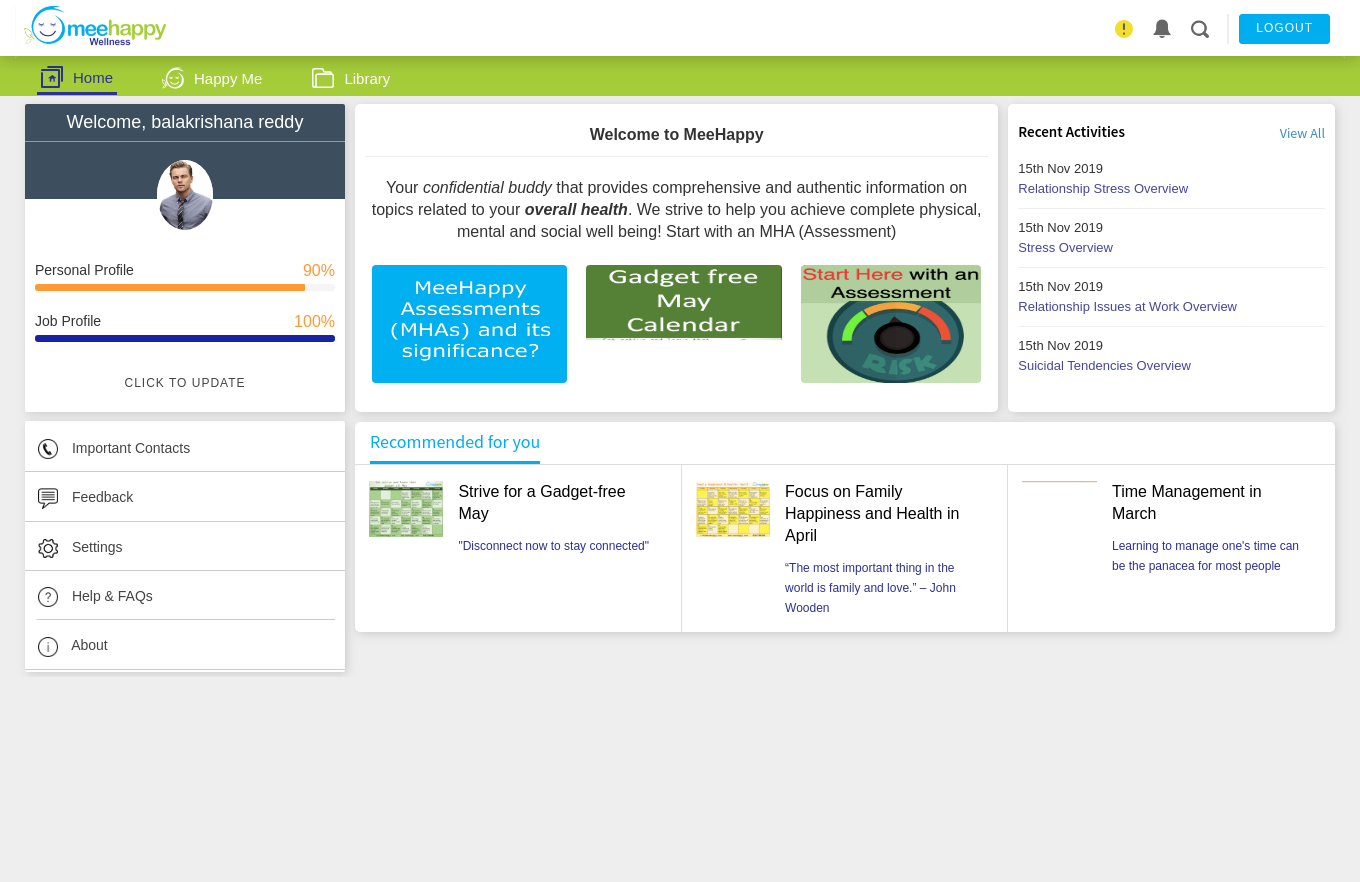 meehappy
Wellness
LOGOUT
Home
Happy Me
Library
Welcome, balakrishana reddy
Personal Profile
90%
Job Profile
100%
CLICK TO UPDATE
Important Contacts
Feedback
Settings
Help & FAQs
About
Welcome to MeeHappy
Your confidential buddy that provides comprehensive and authentic information on
topics related to your overall health. We strive to help you achieve complete physical,
mental and social well being! Start with an MHA (Assessment)
MeeHappy
Assessments
(MHAs) and its
significance?
Gadget free
May
Calendar
Start Here with an
Assessment
RISK
Recent Activities
View All
15th Nov 2019
Relationship Stress Overview
15th Nov 2019
Stress Overview
15th Nov 2019
Relationship Issues at Work Overview
15th Nov 2019
Suicidal Tendencies Overview
Recommended for you
Strive for a Gadget-free
May
"Disconnect now to stay connected"
Focus on Family
Happiness and Health in
April
“The most important thing in the
world is family and love.” – John
Wooden
Time Management in
March
Learning to manage one's time can
be the panacea for most people